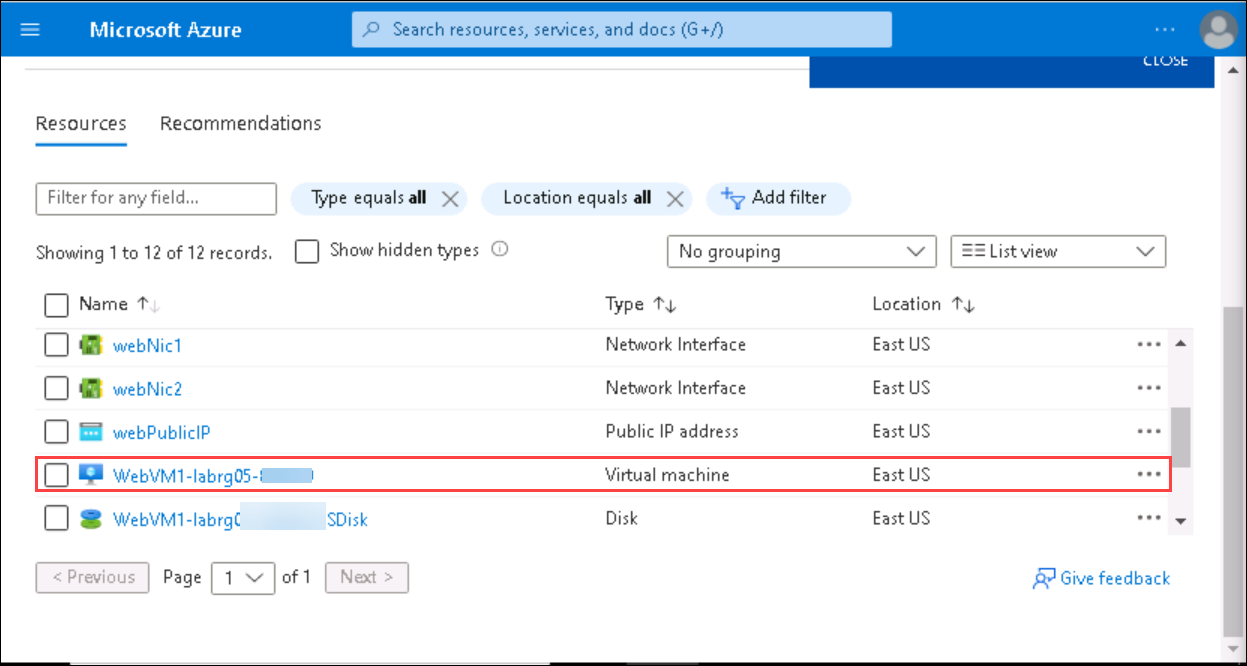 Microsoft Azure
Search resources, services, and docs (G+/)
CLOSE
Resources Recommendations
Filter for any field... Type equals all Location equals all Add filter
Showing 1 to 12 of 12 records. Show hidden types No grouping List view
Name Type Location
webNic1 Network Interface East US
webNic2 Network Interface East US
webPublicIP Public IP address East US
WebVM1-labrg05- Virtual machine East US
WebVM1-labrg SDisk Disk East US
< Previous Page 1 of 1 Next > Give feedback